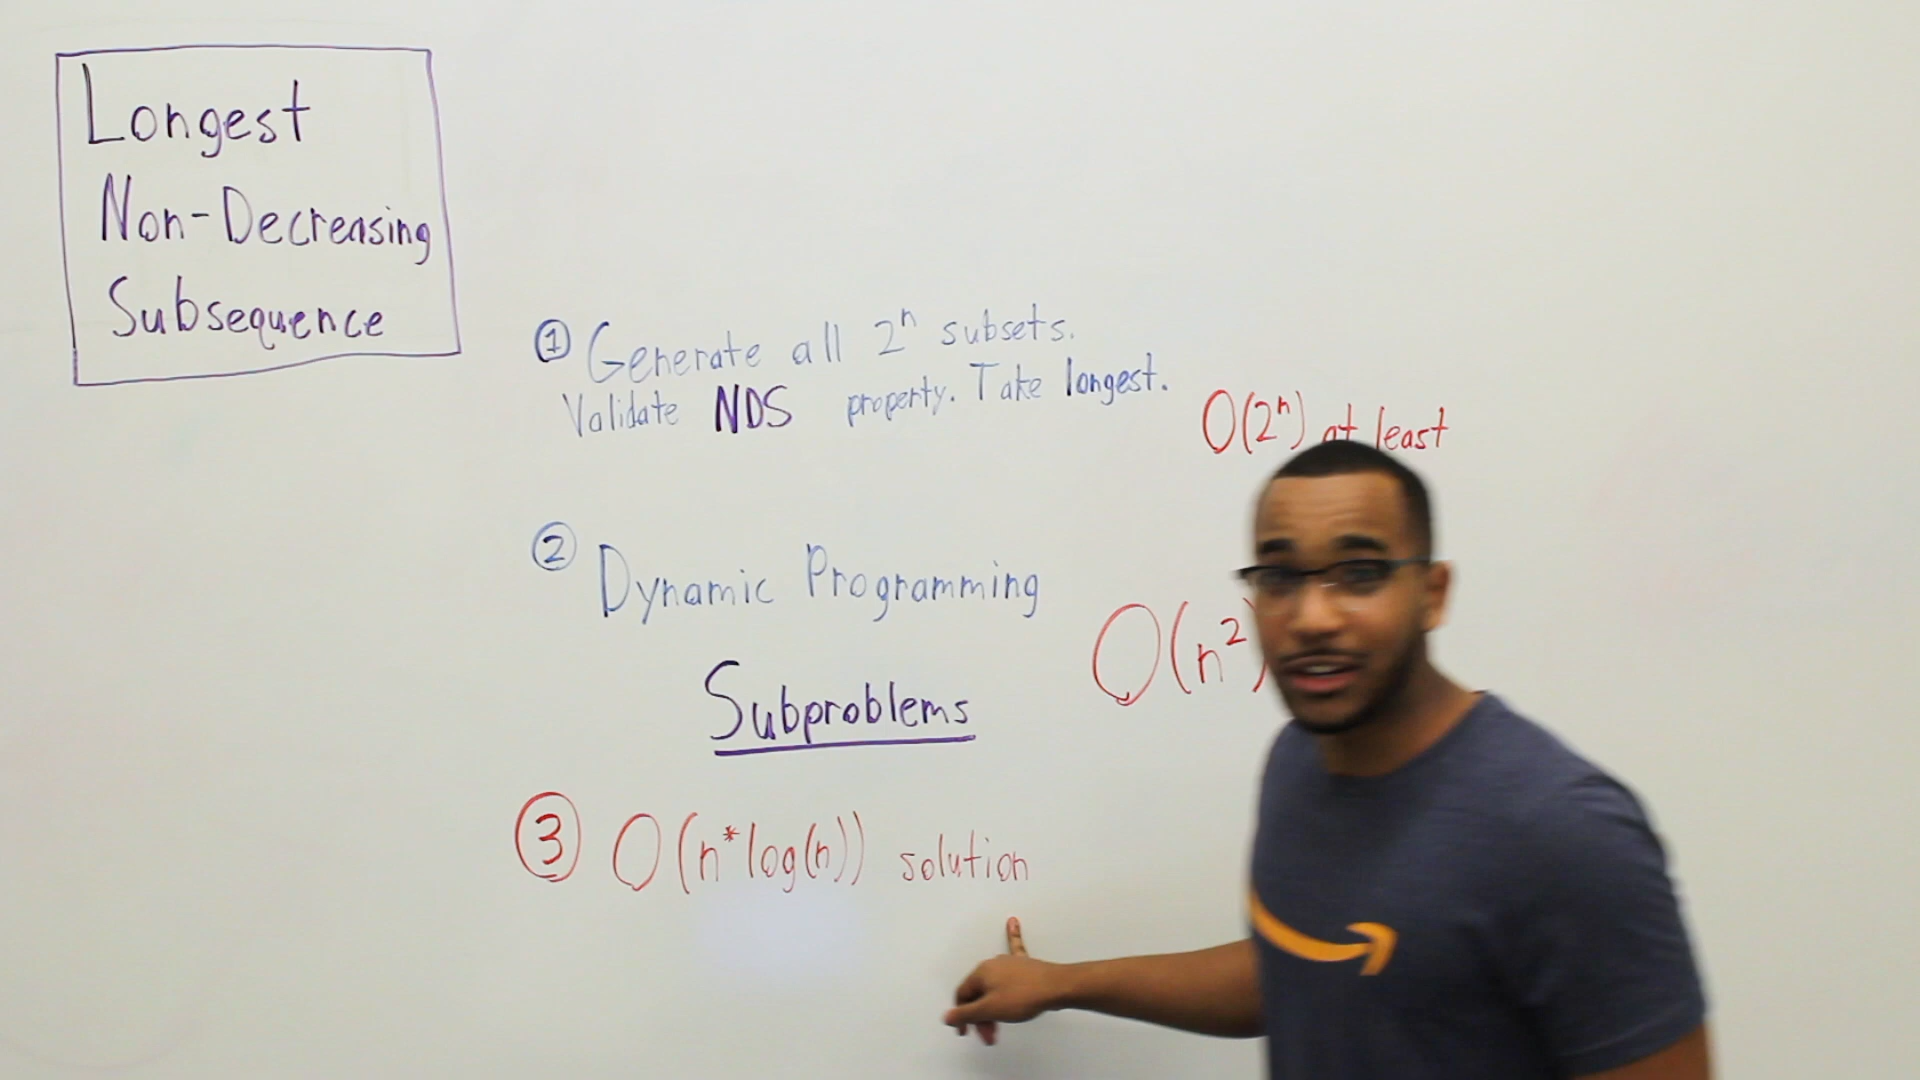 Longest
Non-Decreasing
Subsequence
① Generate all 2ⁿ subsets.
Validate NDS property. Take longest.
O(2ⁿ) at least
② Dynamic Programming
O(n²)
Subproblems
③ O(n*log(n)) solution